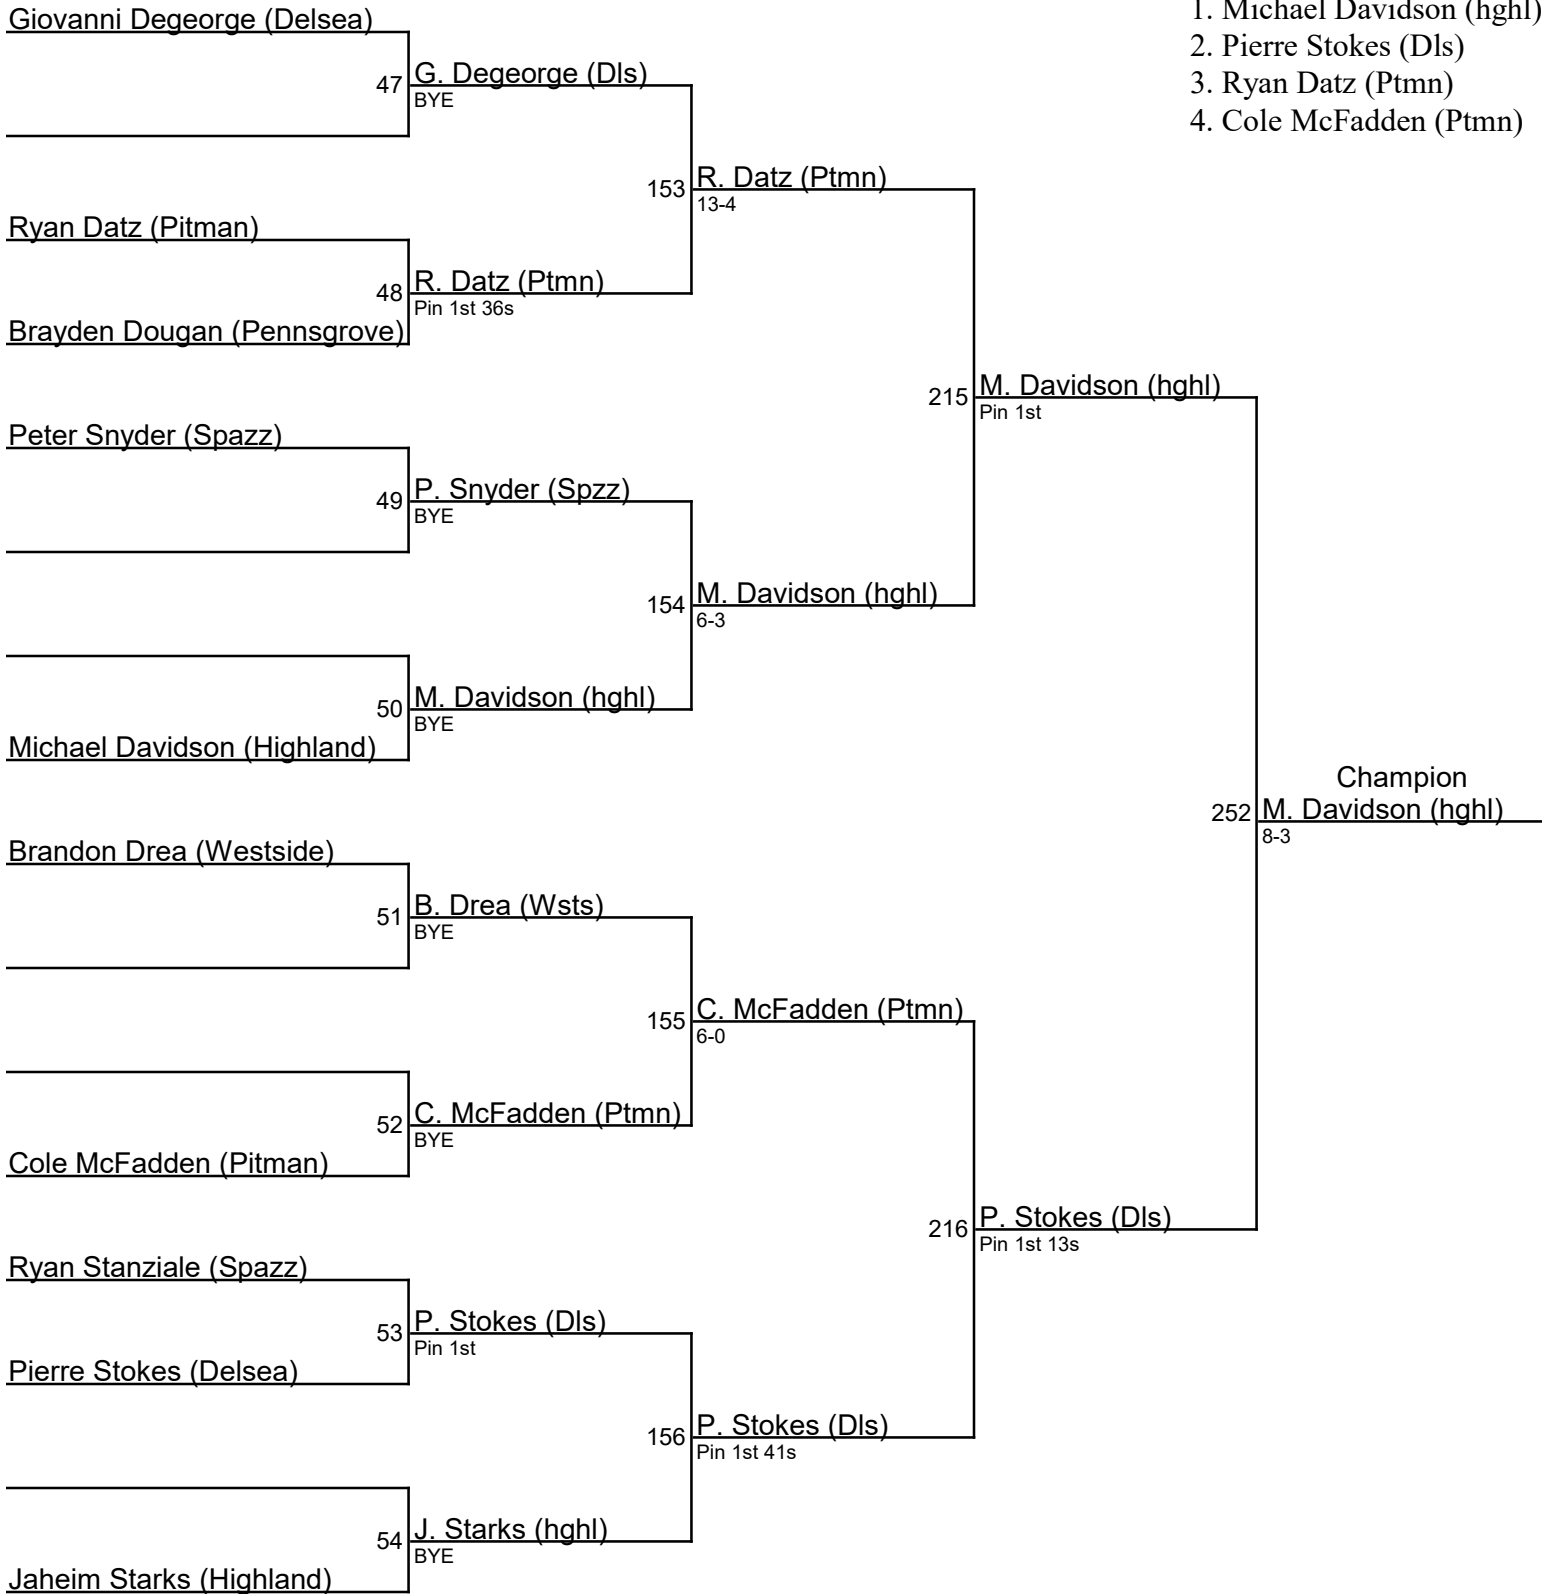 Giovanni Degeorge (Delsea)
1. Michael Davidson (hghl)
2. Pierre Stokes (Dls)
3. Ryan Datz (Ptmn)
4. Cole McFadden (Ptmn)
47 G. Degeorge (Dls)
BYE
153 R. Datz (Ptmn)
13-4
Ryan Datz (Pitman)
48 R. Datz (Ptmn)
Pin 1st 36s
Brayden Dougan (Pennsgrove)
215 M. Davidson (hghl)
Pin 1st
Peter Snyder (Spazz)
49 P. Snyder (Spzz)
BYE
154 M. Davidson (hghl)
6-3
50 M. Davidson (hghl)
BYE
Michael Davidson (Highland)
Champion
252 M. Davidson (hghl)
8-3
Brandon Drea (Westside)
51 B. Drea (Wsts)
BYE
155 C. McFadden (Ptmn)
6-0
52 C. McFadden (Ptmn)
BYE
Cole McFadden (Pitman)
216 P. Stokes (Dls)
Pin 1st 13s
Ryan Stanziale (Spazz)
53 P. Stokes (Dls)
Pin 1st
Pierre Stokes (Delsea)
156 P. Stokes (Dls)
Pin 1st 41s
54 J. Starks (hghl)
BYE
Jaheim Starks (Highland)